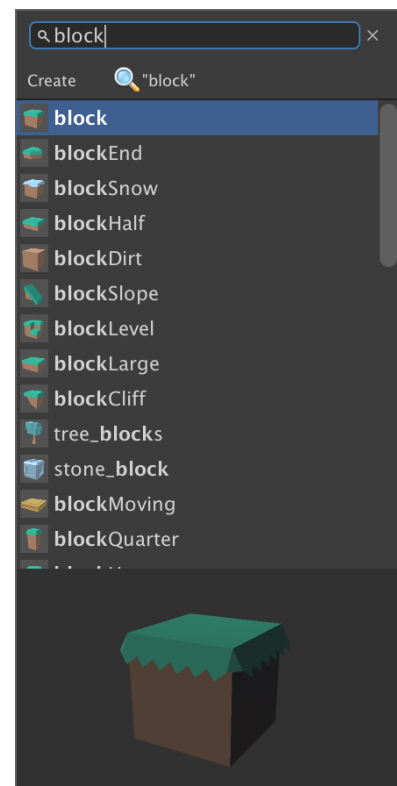 block
Create "block"
block
blockEnd
blockSnow
blockHalf
blockDirt
blockSlope
blockLevel
blockLarge
blockCliff
tree_blocks
stone_block
blockMoving
blockQuarter